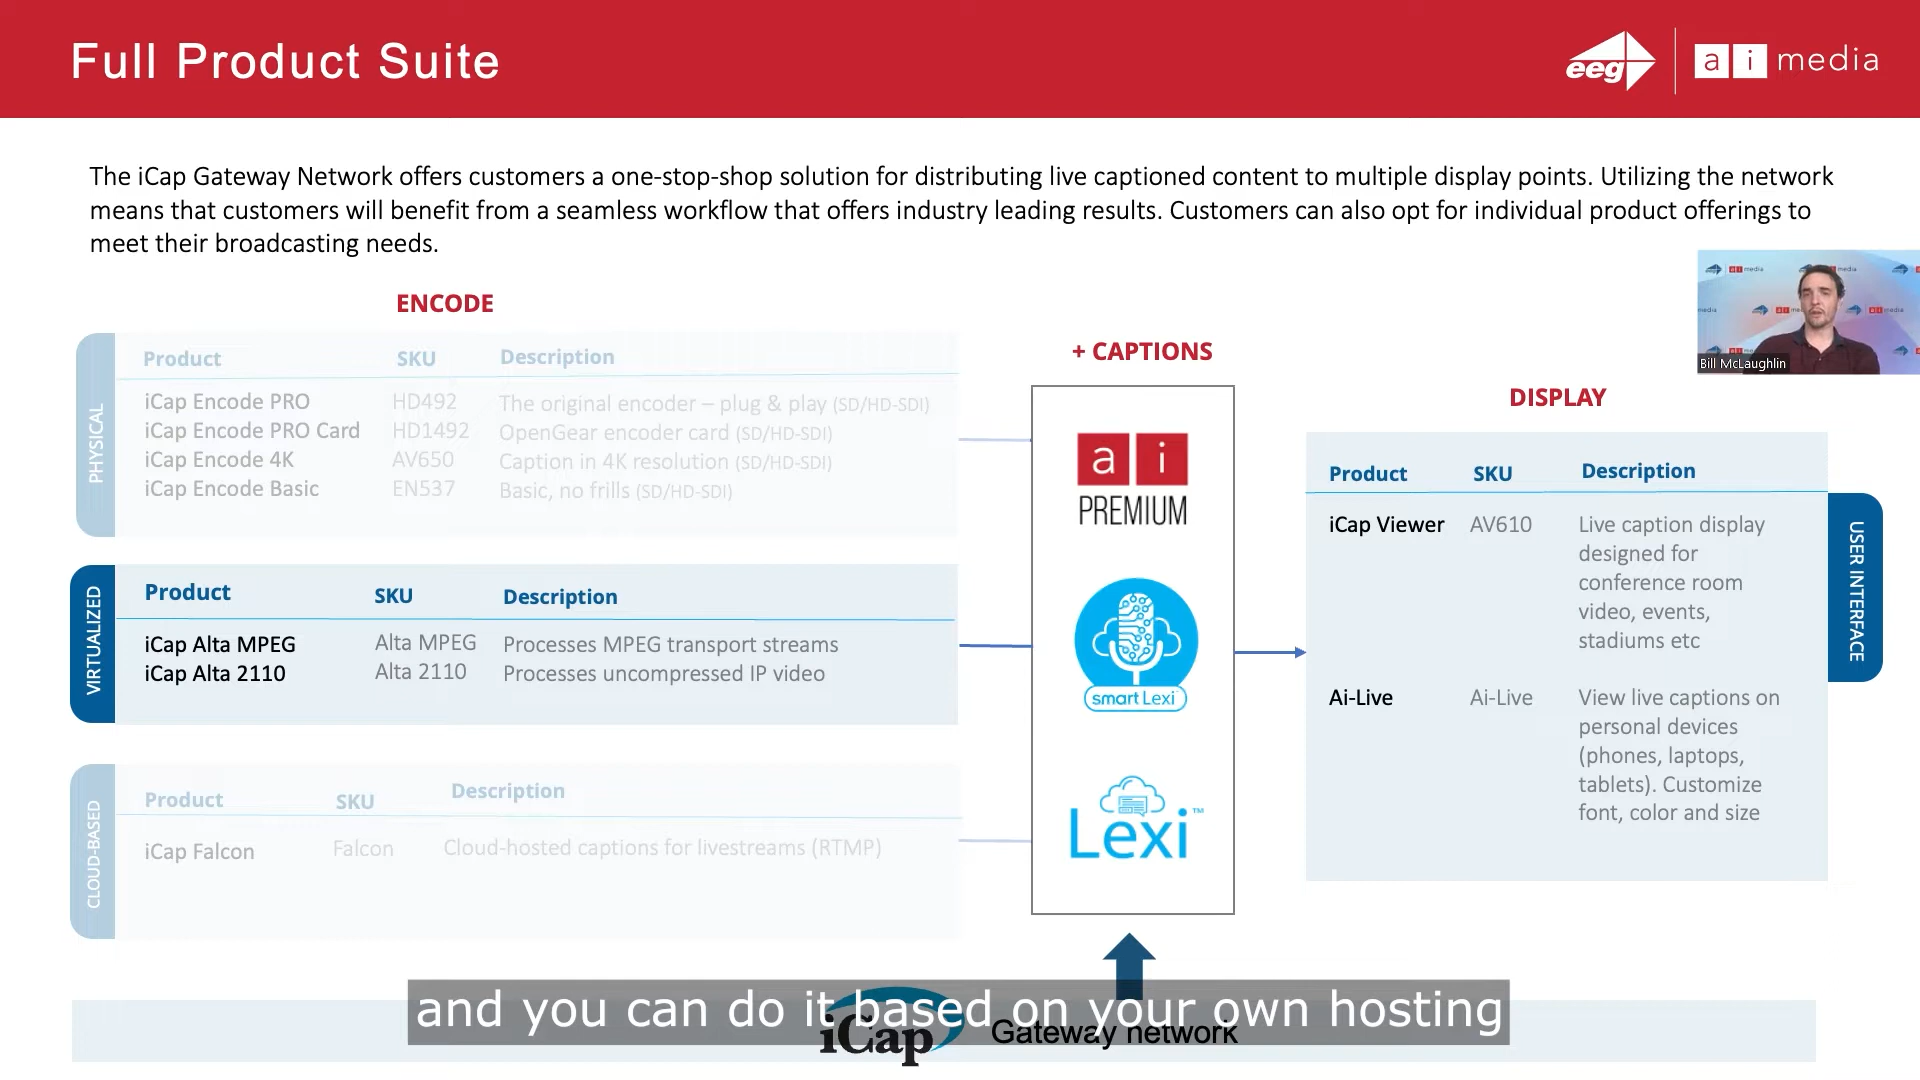 Full Product Suite
eeg
ai media
The iCap Gateway Network offers customers a one-stop-shop solution for distributing live captioned content to multiple display points. Utilizing the network
means that customers will benefit from a seamless workflow that offers industry leading results. Customers can also opt for individual product offerings to
meet their broadcasting needs.
Bill McLaughlin
ENCODE
PHYSICAL
Product SKU Description
iCap Encode PRO HD492 The original encoder – plug & play (SD/HD-SDI)
iCap Encode PRO Card HD1492 OpenGear encoder card (SD/HD-SDI)
iCap Encode 4K AV650 Caption in 4K resolution (SD/HD-SDI)
iCap Encode Basic EN537 Basic, no frills (SD/HD-SDI)
VIRTUALIZED
Product SKU Description
iCap Alta MPEG Alta MPEG Processes MPEG transport streams
iCap Alta 2110 Alta 2110 Processes uncompressed IP video
CLOUD-BASED
Product SKU Description
iCap Falcon Falcon Cloud-hosted captions for livestreams (RTMP)
+ CAPTIONS
ai
PREMIUM
smart Lexi
Lexi™
DISPLAY
Product SKU Description
iCap Viewer AV610 Live caption display
designed for
conference room
video, events,
stadiums etc
Ai-Live Ai-Live View live captions on
personal devices
(phones, laptops,
tablets). Customize
font, color and size
USER INTERFACE
and you can do it based on your own hosting
iCap Gateway network